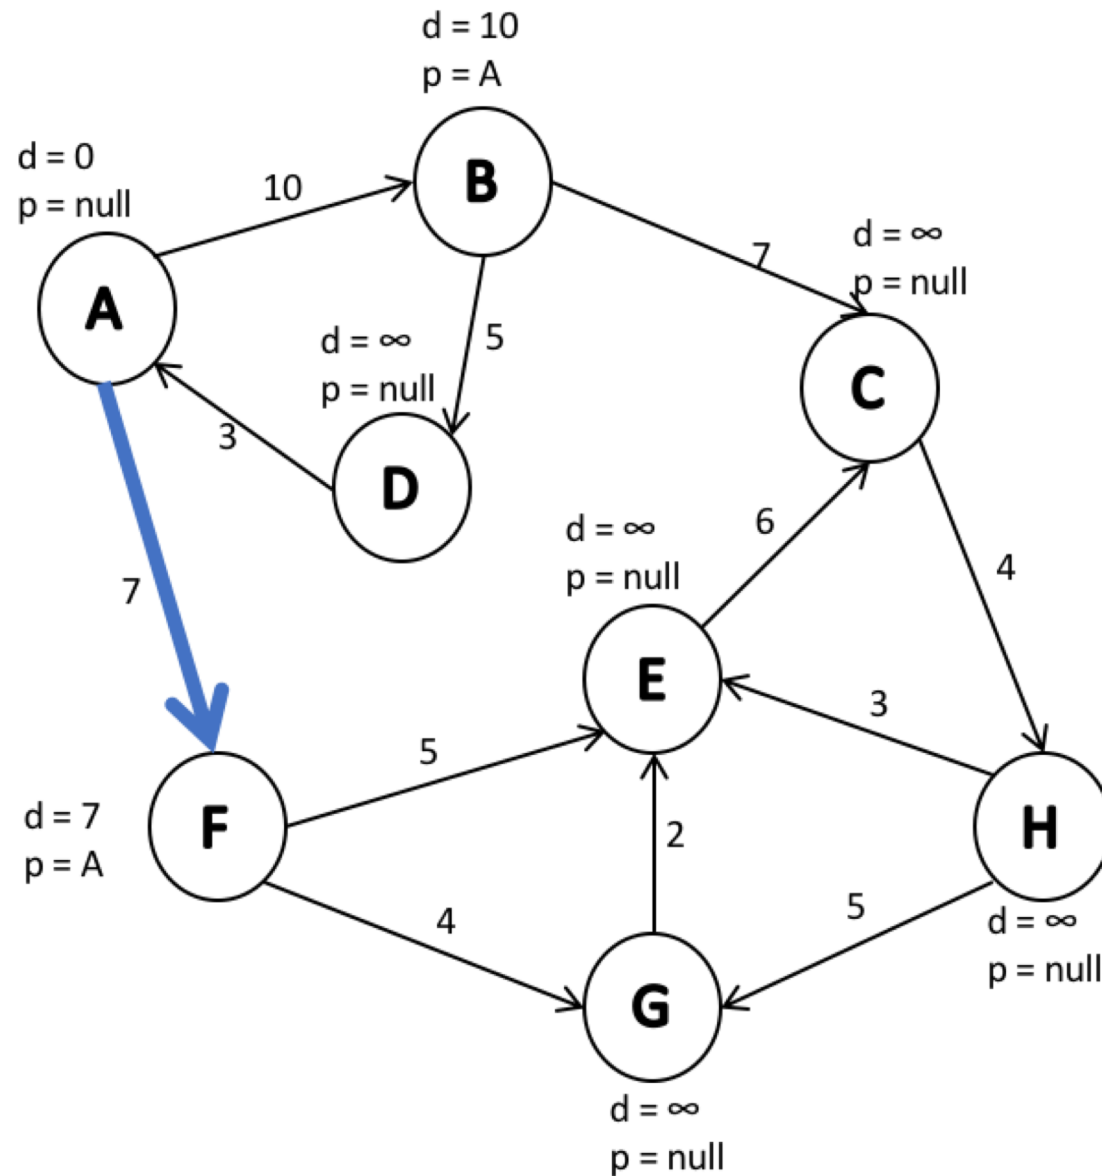 d = 10
p = A
B
d = 0
p = null
10
A
7
d = ∞
p = null
C
5
d = ∞
p = null
3
D
7
d = ∞
p = null
6
4
E
3
5
d = 7
p = A
F
2
H
4
5
d = ∞
p = null
G
d = ∞
p = null